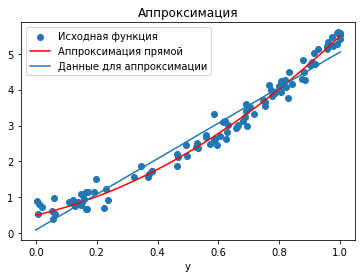 Аппроксимация
Исходная функция
Аппроксимация прямой
Данные для аппроксимации
5
4
3
2
1
0
0.0 0.2 0.4 0.6 0.8 1.0
y